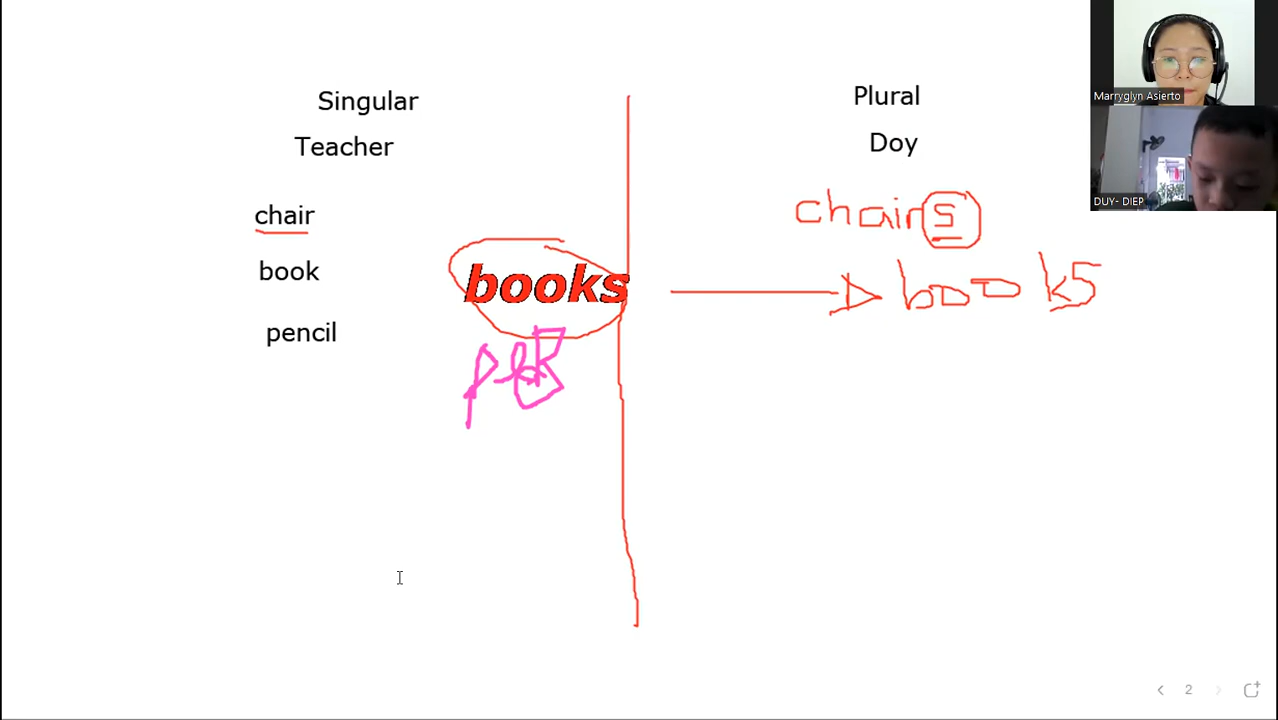 Singular
Plural
Marryglyn Asierto
Teacher
Doy
DUY- DIEP
chair
chairs
book
books
books
pencil
2